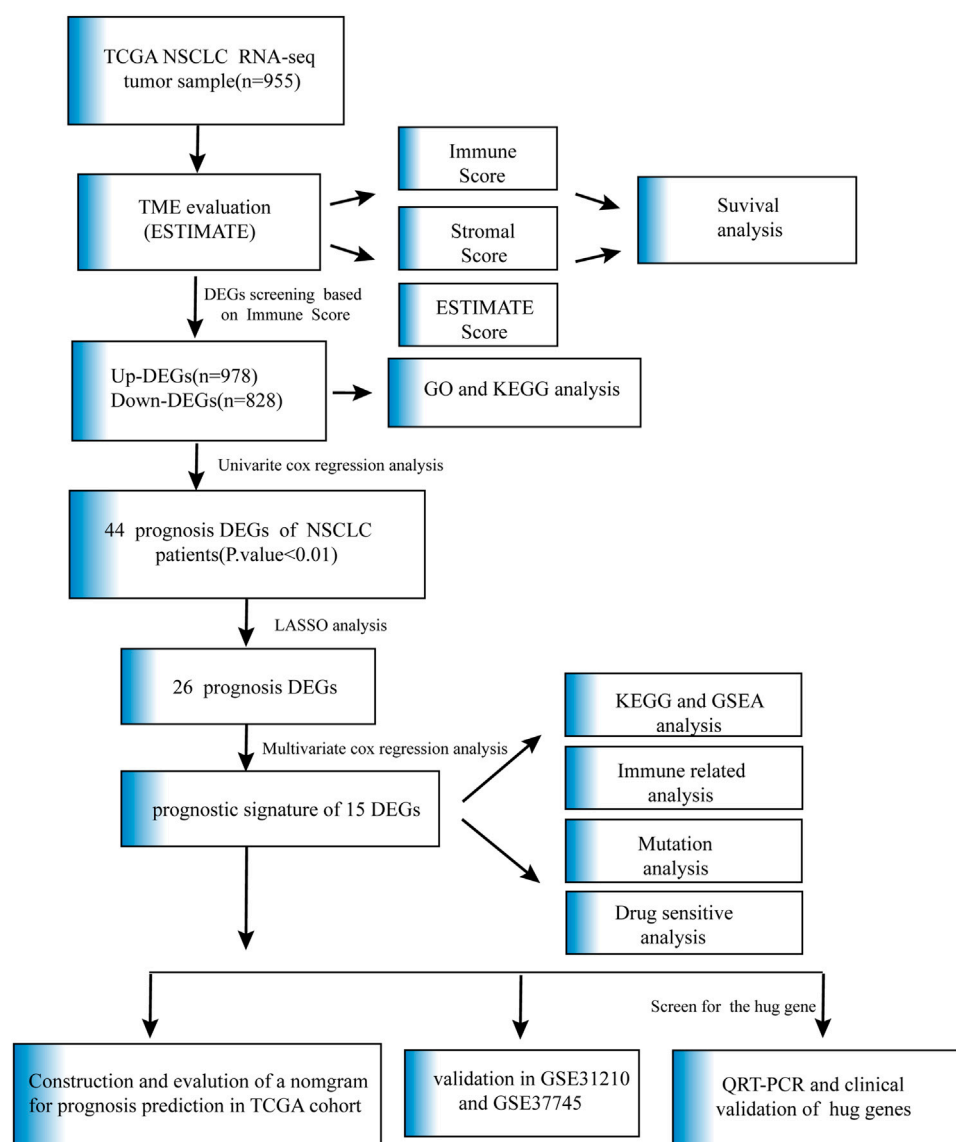 TCGA NSCLC RNA-seq
tumor sample(n=955)
Immune
Score
TME evaluation
(ESTIMATE)
Suvival
analysis
Stromal
Score
DEGs screening based
on Immune Score
ESTIMATE
Score
Up-DEGs(n=978)
Down-DEGs(n=828)
GO and KEGG analysis
Univarite cox regression analysis
44 prognosis DEGs of NSCLC
patients(P.value<0.01)
LASSO analysis
26 prognosis DEGs
KEGG and GSEA
analysis
Multivariate cox regression analysis
Immune related
analysis
prognostic signature of 15 DEGs
Mutation
analysis
Drug sensitive
analysis
Screen for the hug gene
Construction and evalution of a nomgram
for prognosis prediction in TCGA cohort
validation in GSE31210
and GSE37745
QRT-PCR and clinical
validation of hug genes